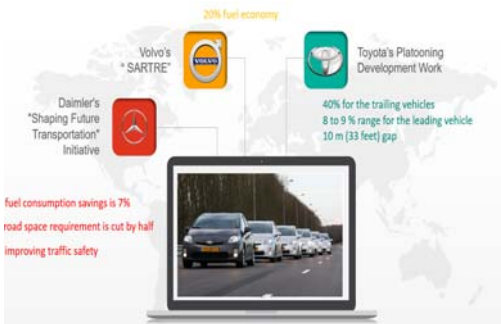 20% fuel economy
Volvo's
" SARTRE"
VOLVO
Toyota's Platooning
Development Work
Daimler's
"Shaping Future
Transportation"
Initiative
40% for the trailing vehicles
8 to 9 % range for the leading vehicle
10 m (33 feet) gap
fuel consumption savings is 7%
road space requirement is cut by half
improving traffic safety